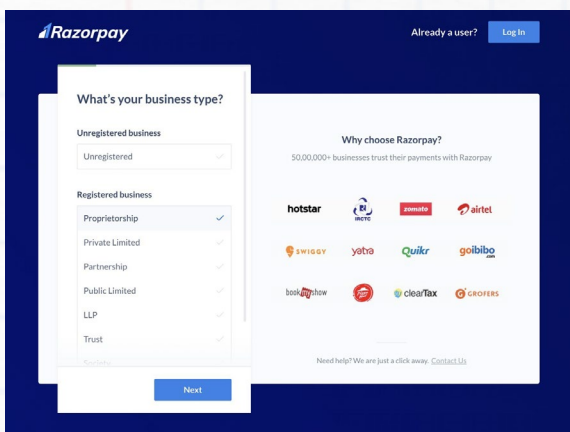 Razorpay
Already a user?
Log In
What's your business type?
Unregistered business
Unregistered
Registered business
Proprietorship
Private Limited
Partnership
Public Limited
LLP
Trust
Society
Next
Why choose Razorpay?
50,00,000+ businesses trust their payments with Razorpay
hotstar
IRCTC
zomato
airtel
SWIGGY
yatra
Quikr
goibibo
.com
bookmyshow
clearTax
GROFERS
Need help? We are just a click away. Contact Us